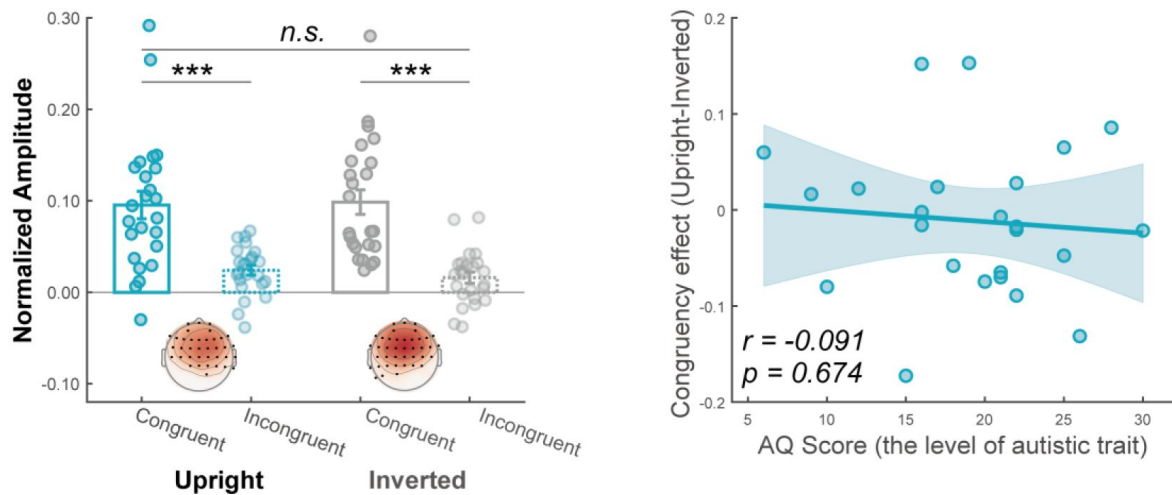 Normalized Amplitude
0.30
0.20
0.10
0.00
-0.10
n.s.
***
***
Congruent
Incongruent
Congruent
Incongruent
Upright
Inverted
Congruency effect (Upright-Inverted)
0.2
0.1
0
-0.1
-0.2
r = -0.091
p = 0.674
5
10
15
20
25
30
AQ Score (the level of autistic trait)